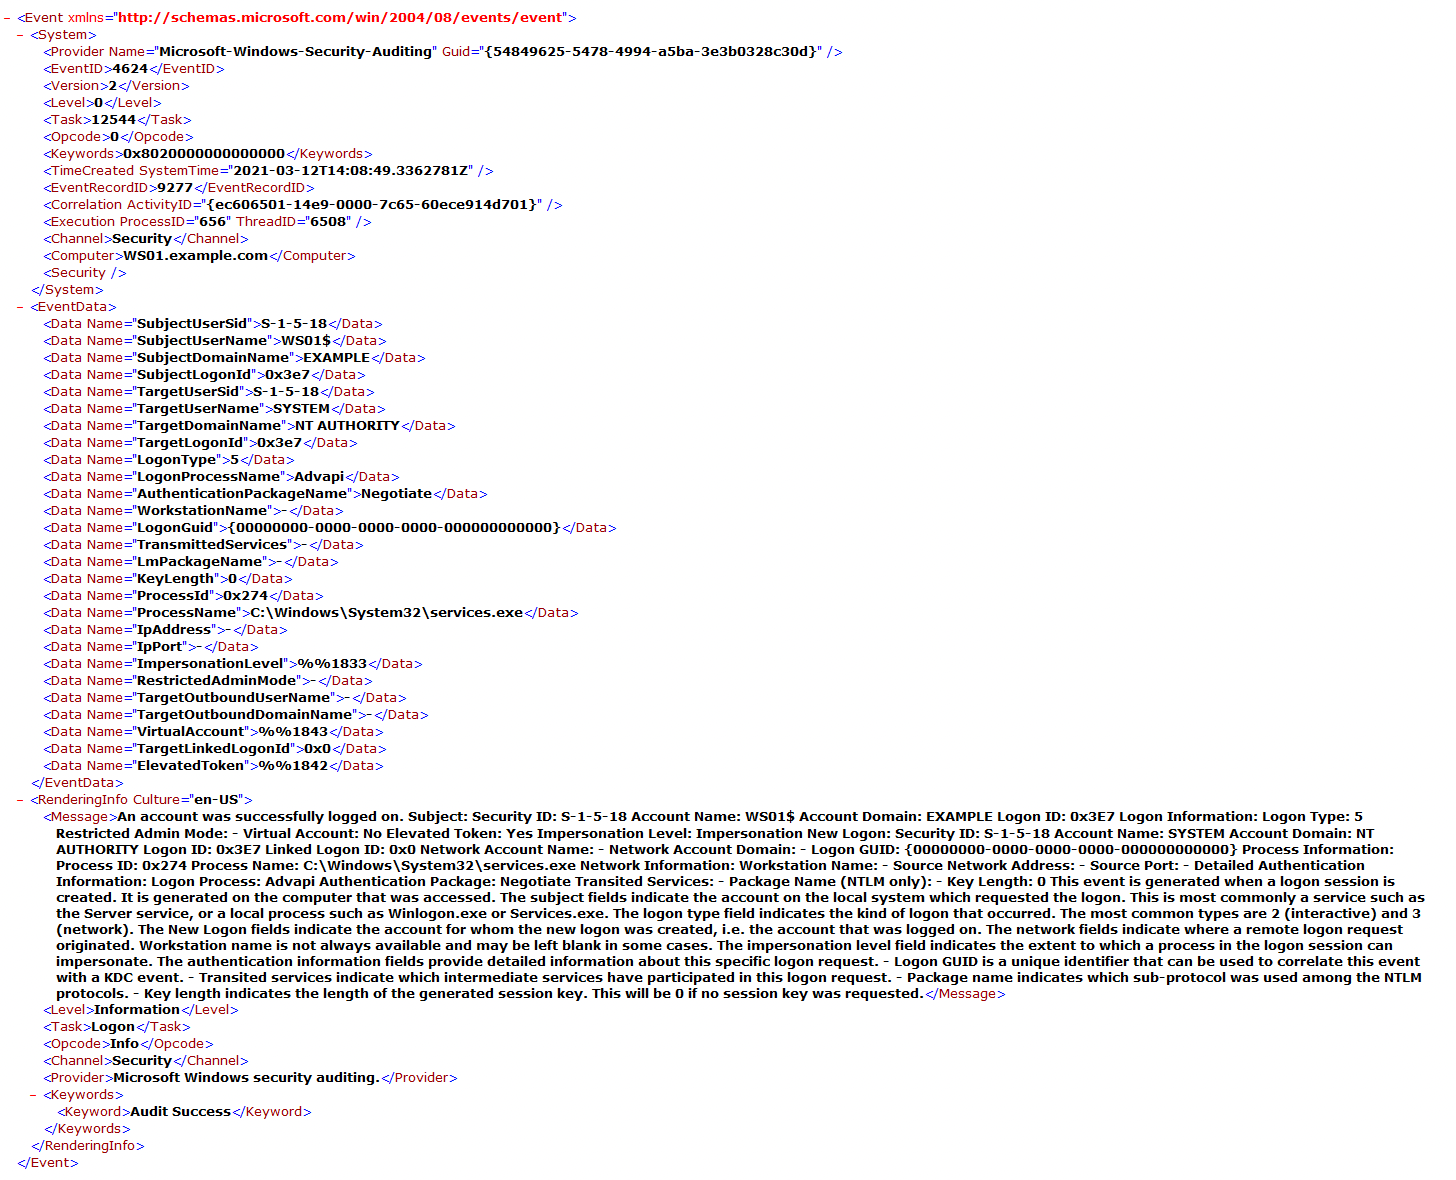 - <Event xmlns="http://schemas.microsoft.com/win/2004/08/events/event">
- <System>
<Provider Name="Microsoft-Windows-Security-Auditing" Guid="{54849625-5478-4994-a5ba-3e3b0328c30d}" />
<EventID>4624</EventID>
<Version>2</Version>
<Level>0</Level>
<Task>12544</Task>
<Opcode>0</Opcode>
<Keywords>0x8020000000000000</Keywords>
<TimeCreated SystemTime="2021-03-12T14:08:49.3362781Z" />
<EventRecordID>9277</EventRecordID>
<Correlation ActivityID="{ec606501-14e9-0000-7c65-60ece914d701}" />
<Execution ProcessID="656" ThreadID="6508" />
<Channel>Security</Channel>
<Computer>WS01.example.com</Computer>
<Security />
</System>
- <EventData>
<Data Name="SubjectUserSid">S-1-5-18</Data>
<Data Name="SubjectUserName">WS01$</Data>
<Data Name="SubjectDomainName">EXAMPLE</Data>
<Data Name="SubjectLogonId">0x3e7</Data>
<Data Name="TargetUserSid">S-1-5-18</Data>
<Data Name="TargetUserName">SYSTEM</Data>
<Data Name="TargetDomainName">NT AUTHORITY</Data>
<Data Name="TargetLogonId">0x3e7</Data>
<Data Name="LogonType">5</Data>
<Data Name="LogonProcessName">Advapi</Data>
<Data Name="AuthenticationPackageName">Negotiate</Data>
<Data Name="WorkstationName">-</Data>
<Data Name="LogonGuid">{00000000-0000-0000-0000-000000000000}</Data>
<Data Name="TransmittedServices">-</Data>
<Data Name="LmPackageName">-</Data>
<Data Name="KeyLength">0</Data>
<Data Name="ProcessId">0x274</Data>
<Data Name="ProcessName">C:\Windows\System32\services.exe</Data>
<Data Name="IpAddress">-</Data>
<Data Name="IpPort">-</Data>
<Data Name="ImpersonationLevel">%%1833</Data>
<Data Name="RestrictedAdminMode">-</Data>
<Data Name="TargetOutboundUserName">-</Data>
<Data Name="TargetOutboundDomainName">-</Data>
<Data Name="VirtualAccount">%%1843</Data>
<Data Name="TargetLinkedLogonId">0x0</Data>
<Data Name="ElevatedToken">%%1842</Data>
</EventData>
- <RenderingInfo Culture="en-US">
<Message>An account was successfully logged on. Subject: Security ID: S-1-5-18 Account Name: WS01$ Account Domain: EXAMPLE Logon ID: 0x3E7 Logon Information: Logon Type: 5
Restricted Admin Mode: - Virtual Account: No Elevated Token: Yes Impersonation Level: Impersonation New Logon: Security ID: S-1-5-18 Account Name: SYSTEM Account Domain: NT
AUTHORITY Logon ID: 0x3E7 Linked Logon ID: 0x0 Network Account Name: - Network Account Domain: - Logon GUID: {00000000-0000-0000-0000-000000000000} Process Information:
Process ID: 0x274 Process Name: C:\Windows\System32\services.exe Network Information: Workstation Name: - Source Network Address: - Source Port: - Detailed Authentication
Information: Logon Process: Advapi Authentication Package: Negotiate Transited Services: - Package Name (NTLM only): - Key Length: 0 This event is generated when a logon session is
created. It is generated on the computer that was accessed. The subject fields indicate the account on the local system which requested the logon. This is most commonly a service such as
the Server service, or a local process such as Winlogon.exe or Services.exe. The logon type field indicates the kind of logon that occurred. The most common types are 2 (interactive) and 3
(network). The New Logon fields indicate the account for whom the new logon was created, i.e. the account that was logged on. The network fields indicate where a remote logon request
originated. Workstation name is not always available and may be left blank in some cases. The impersonation level field indicates the extent to which a process in the logon session can
impersonate. The authentication information fields provide detailed information about this specific logon request. - Logon GUID is a unique identifier that can be used to correlate this event
with a KDC event. - Transited services indicate which intermediate services have participated in this logon request. - Package name indicates which sub-protocol was used among the NTLM
protocols. - Key length indicates the length of the generated session key. This will be 0 if no session key was requested.</Message>
<Level>Information</Level>
<Task>Logon</Task>
<Opcode>Info</Opcode>
<Channel>Security</Channel>
<Provider>Microsoft Windows security auditing.</Provider>
- <Keywords>
<Keyword>Audit Success</Keyword>
</Keywords>
</RenderingInfo>
</Event>